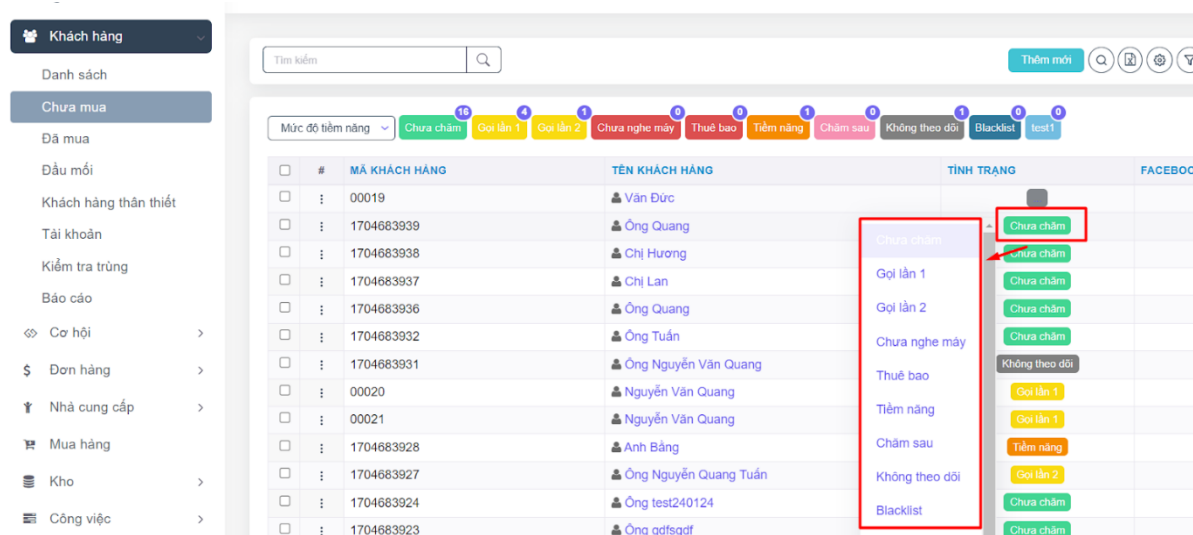 Khách hàng
Danh sách
Chưa mua
Đã mua
Đầu mối
Khách hàng thân thiết
Tài khoản
Kiểm tra trùng
Báo cáo
Cơ hội
Đơn hàng
Nhà cung cấp
Mua hàng
Kho
Công việc
Tìm kiếm
Thêm mới
Mức độ tiềm năng
Chưa chăm 16 Gọi lần 1 4 Gọi lần 2 1 Chưa nghe máy 0 Thuê bao 0 Tiềm năng 1 Chăm sau 0 Không theo dõi 1 Blacklist 0 test1 0
# MÃ KHÁCH HÀNG TÊN KHÁCH HÀNG TÌNH TRẠNG FACEBOO
00019 Văn Đức
1704683939 Ông Quang Chưa chăm
1704683938 Chị Hương Chưa chăm
1704683937 Chị Lan Chưa chăm
1704683936 Ông Quang Chưa chăm
1704683932 Ông Tuấn Chưa chăm
1704683931 Ông Nguyễn Văn Quang Không theo dõi
00020 Nguyễn Văn Quang Gọi lần 1
00021 Nguyễn Văn Quang Gọi lần 1
1704683928 Anh Bằng Tiềm năng
1704683927 Ông Nguyễn Quang Tuấn Gọi lần 2
1704683924 Ông test240124 Chưa chăm
1704683923 Ông gdfsgdf Chưa chăm
Chưa chăm
Gọi lần 1
Gọi lần 2
Chưa nghe máy
Thuê bao
Tiềm năng
Chăm sau
Không theo dõi
Blacklist